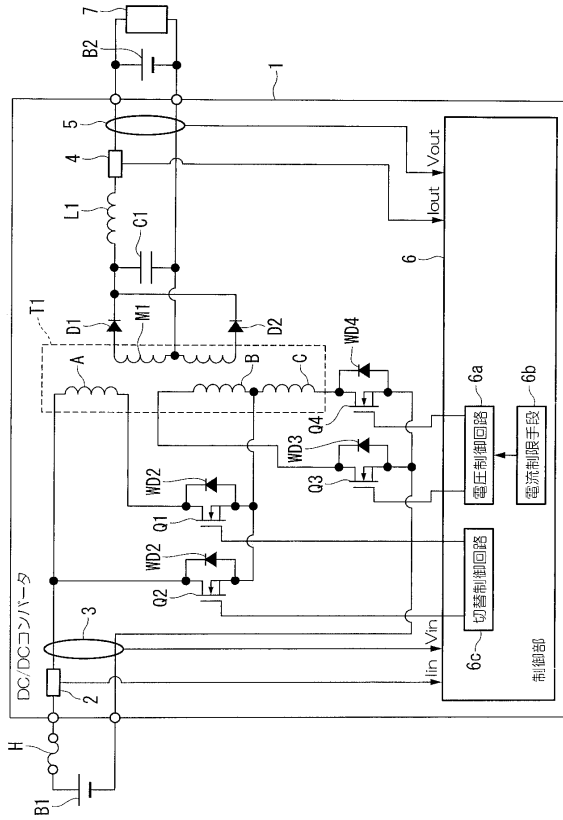 DC/DCコンバータ
H
B1
2
3
Iin
Vin
A
T1
Q2
WD2
Q1
WD2
B
C
Q3
WD3
Q4
WD4
D1
M1
D2
C1
L1
4
5
Iout
Vout
1
B2
7
6
6c
切替制御回路
電圧制御回路
6a
電流制限手段
6b
制御部